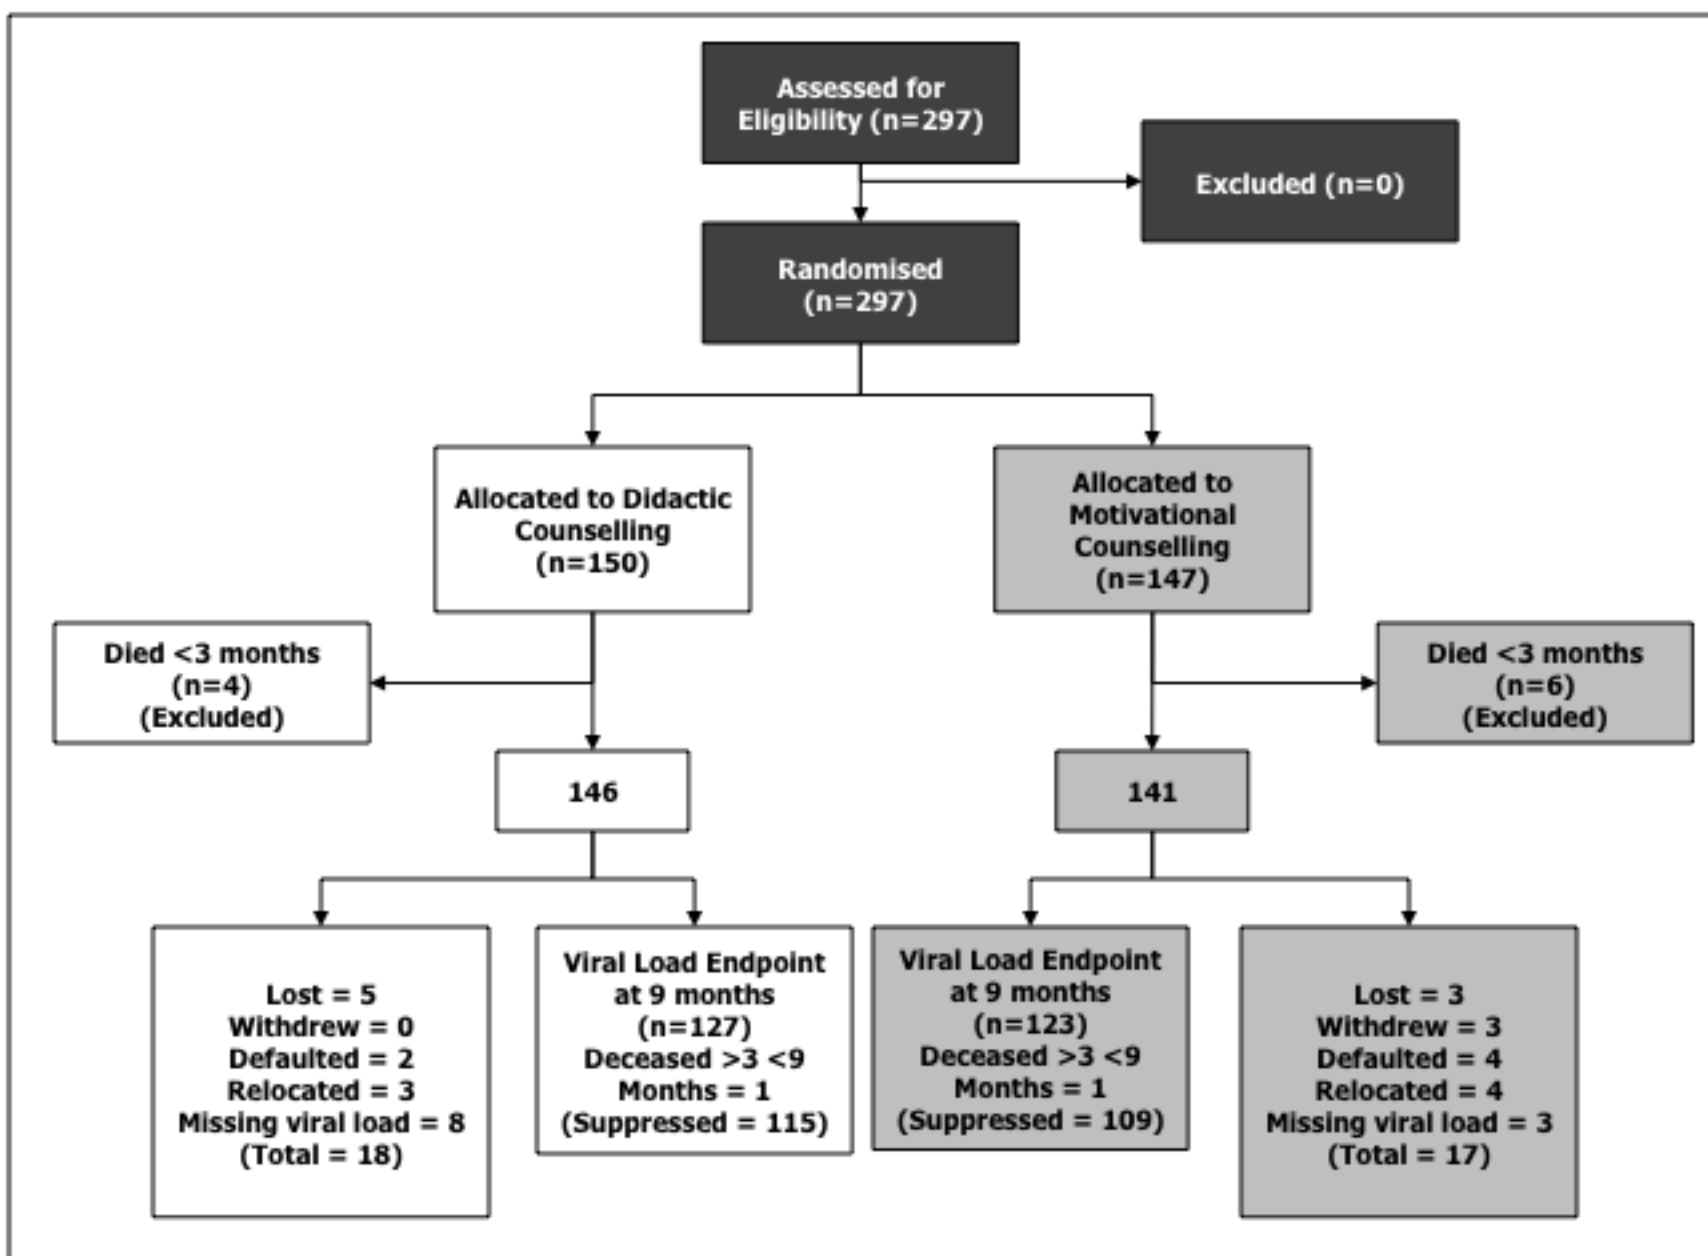 Assessed for
Eligibility (n=297)
Excluded (n=0)
Randomised
(n=297)
Allocated to Didactic
Counselling
(n=150)
Allocated to
Motivational
Counselling
(n=147)
Died <3 months
(n=4)
(Excluded)
Died <3 months
(n=6)
(Excluded)
146
141
Lost = 5
Withdrew = 0
Defaulted = 2
Relocated = 3
Missing viral load = 8
(Total = 18)
Viral Load Endpoint
at 9 months
(n=127)
Deceased >3 <9
Months = 1
(Suppressed = 115)
Viral Load Endpoint
at 9 months
(n=123)
Deceased >3 <9
Months = 1
(Suppressed = 109)
Lost = 3
Withdrew = 3
Defaulted = 4
Relocated = 4
Missing viral load = 3
(Total = 17)